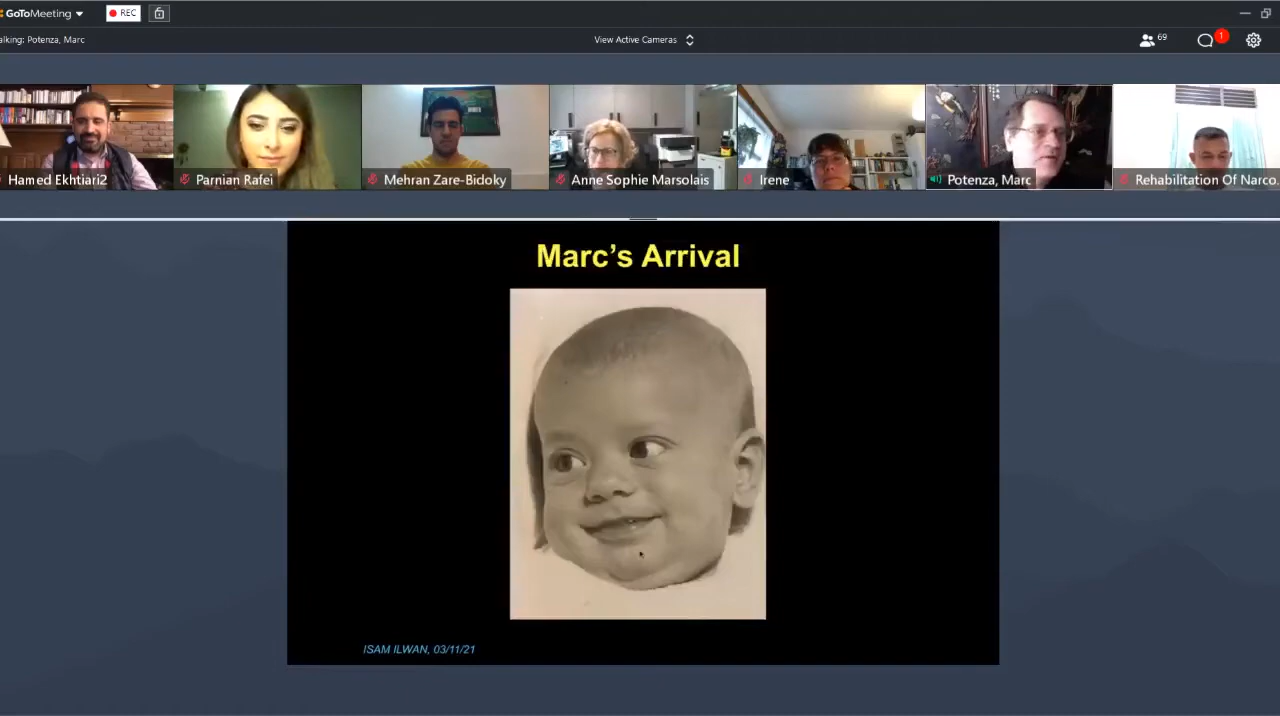 GoToMeeting
REC
alking: Potenza, Marc
View Active Cameras
69
1
Hamed Ekhtiari2
Parnian Rafei
Mehran Zare-Bidoky
Anne Sophie Marsolais
Irene
Potenza, Marc
Rehabilitation Of Narco...
Marc's Arrival
ISAM ILWAN, 03/11/21